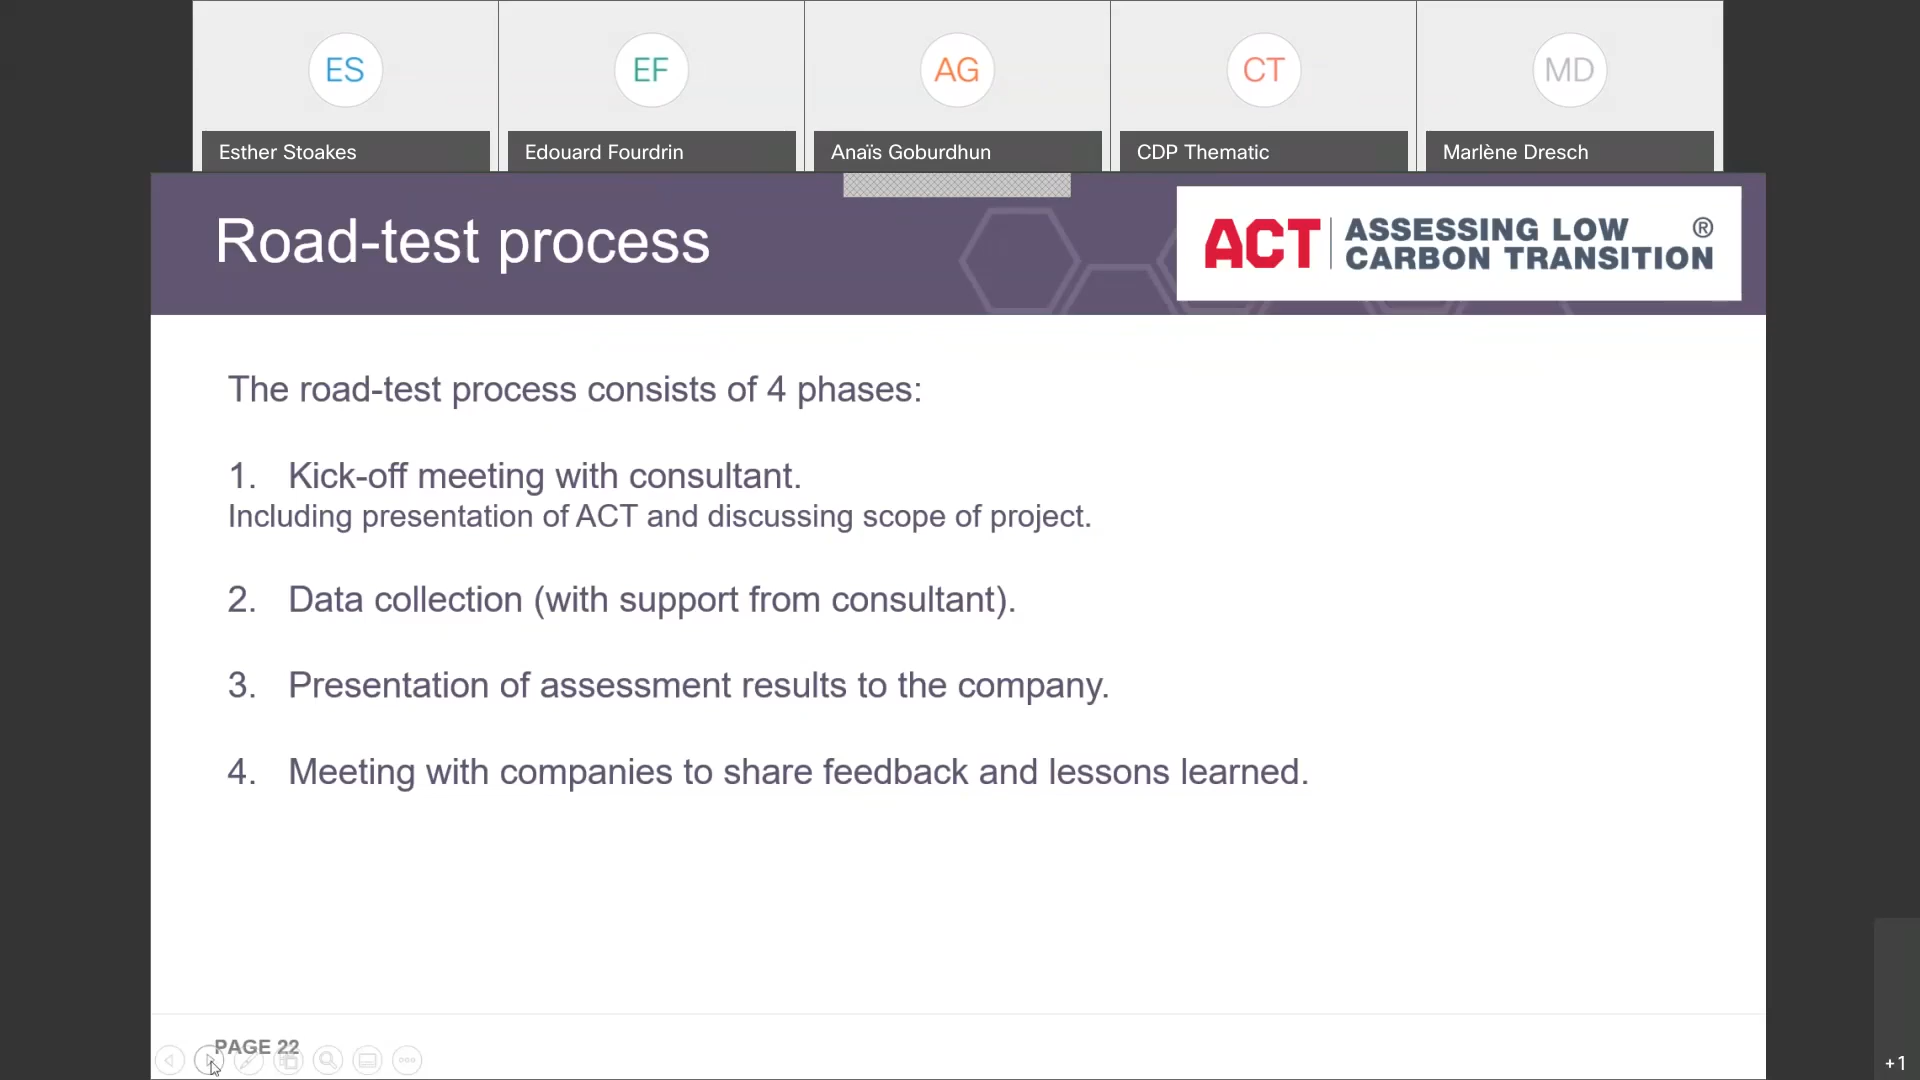 ES
EF
AG
CT
MD
Esther Stoakes
Edouard Fourdrin
Anaïs Goburdhun
CDP Thematic
Marlène Dresch
Road-test process
ACT
ASSESSING LOW ®
CARBON TRANSITION
The road-test process consists of 4 phases:
1. Kick-off meeting with consultant.
Including presentation of ACT and discussing scope of project.
2. Data collection (with support from consultant).
3. Presentation of assessment results to the company.
4. Meeting with companies to share feedback and lessons learned.
PAGE 22
+1